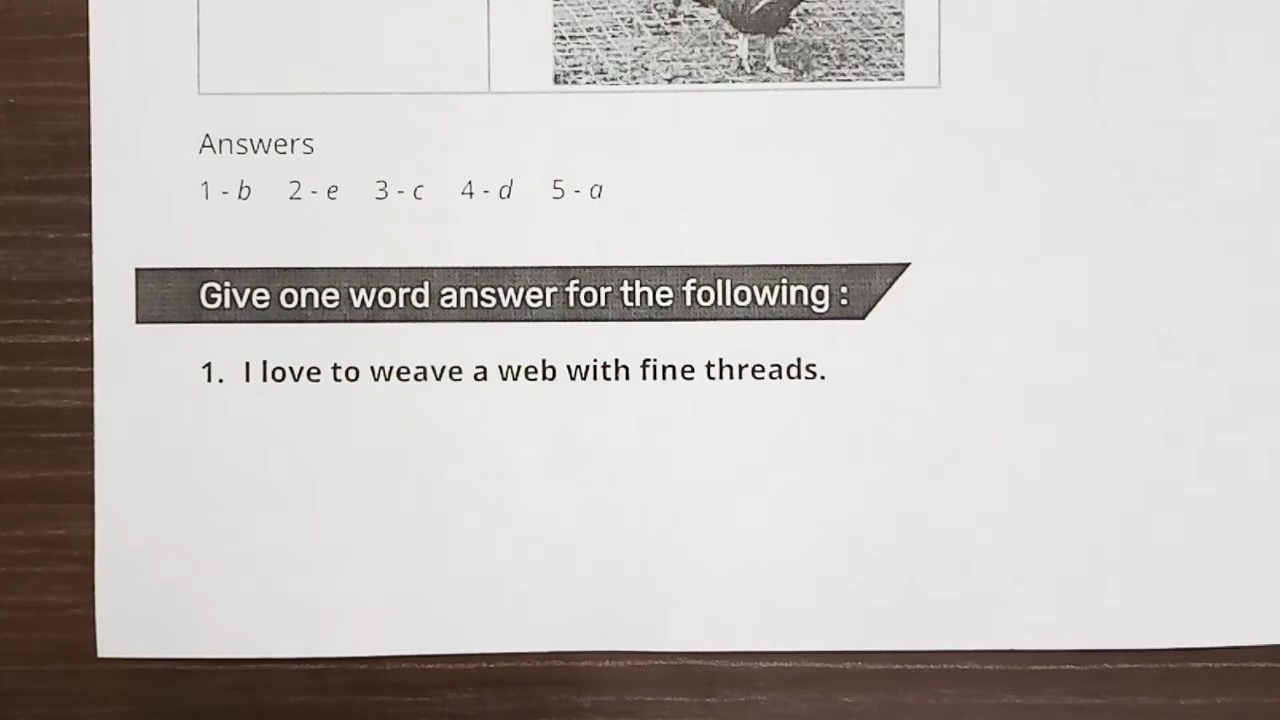 Answers
1 - b 2 - e 3 - c 4 - d 5 - a
Give one word answer for the following :
1. I love to weave a web with fine threads.